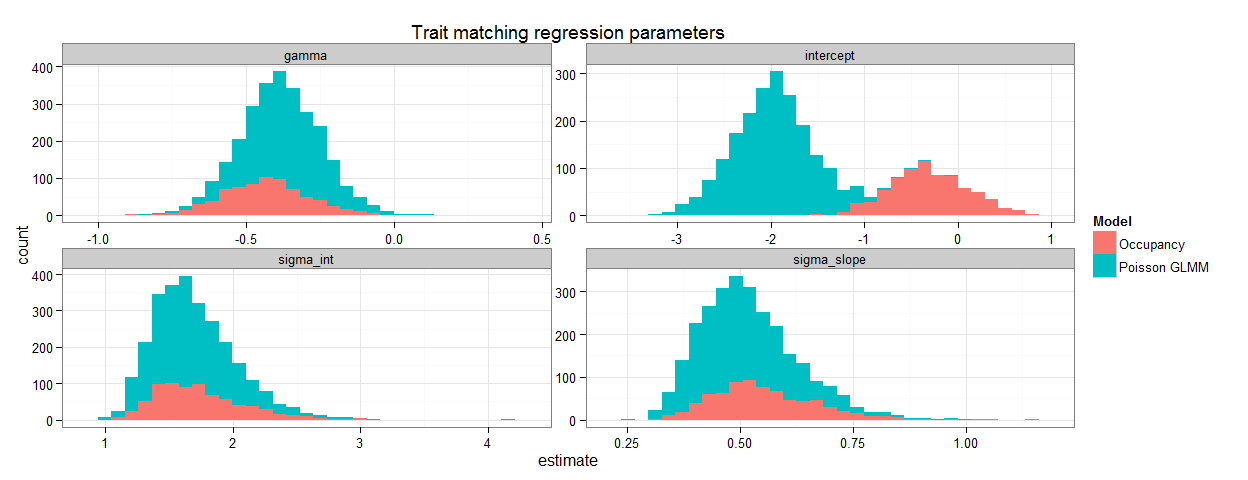 Trait matching regression parameters
gamma
intercept
400
300
200
100
0
300
200
100
0
-1.0 -0.5 0.0 0.5
-3 -2 -1 0 1
count
sigma_int
sigma_slope
400
300
200
100
0
300
200
100
0
1 2 3 4
0.25 0.50 0.75 1.00
estimate
Model
Occupancy
Poisson GLMM